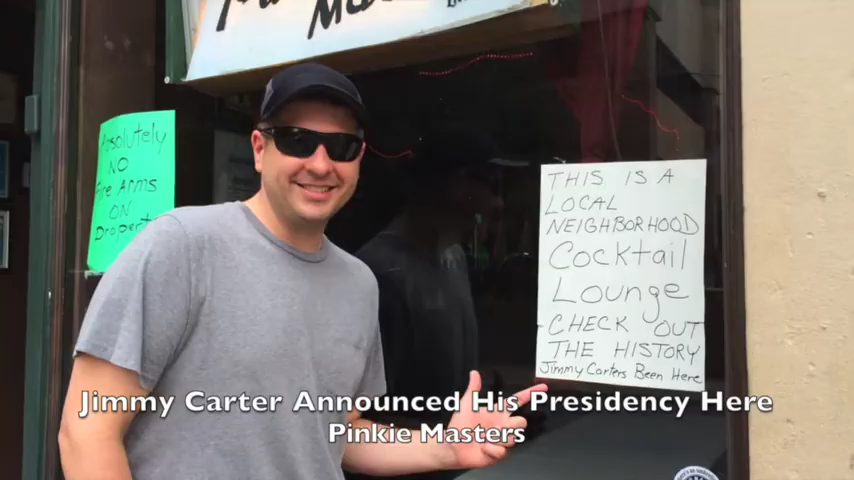 Absolutely
NO
Fire Arms
ON
Property
THIS IS A
LOCAL
NEIGHBORHOOD
Cocktail
Lounge
CHECK OUT
THE HISTORY
Jimmy Carters Been Here
Jimmy Carter Announced His Presidency Here
Pinkie Masters